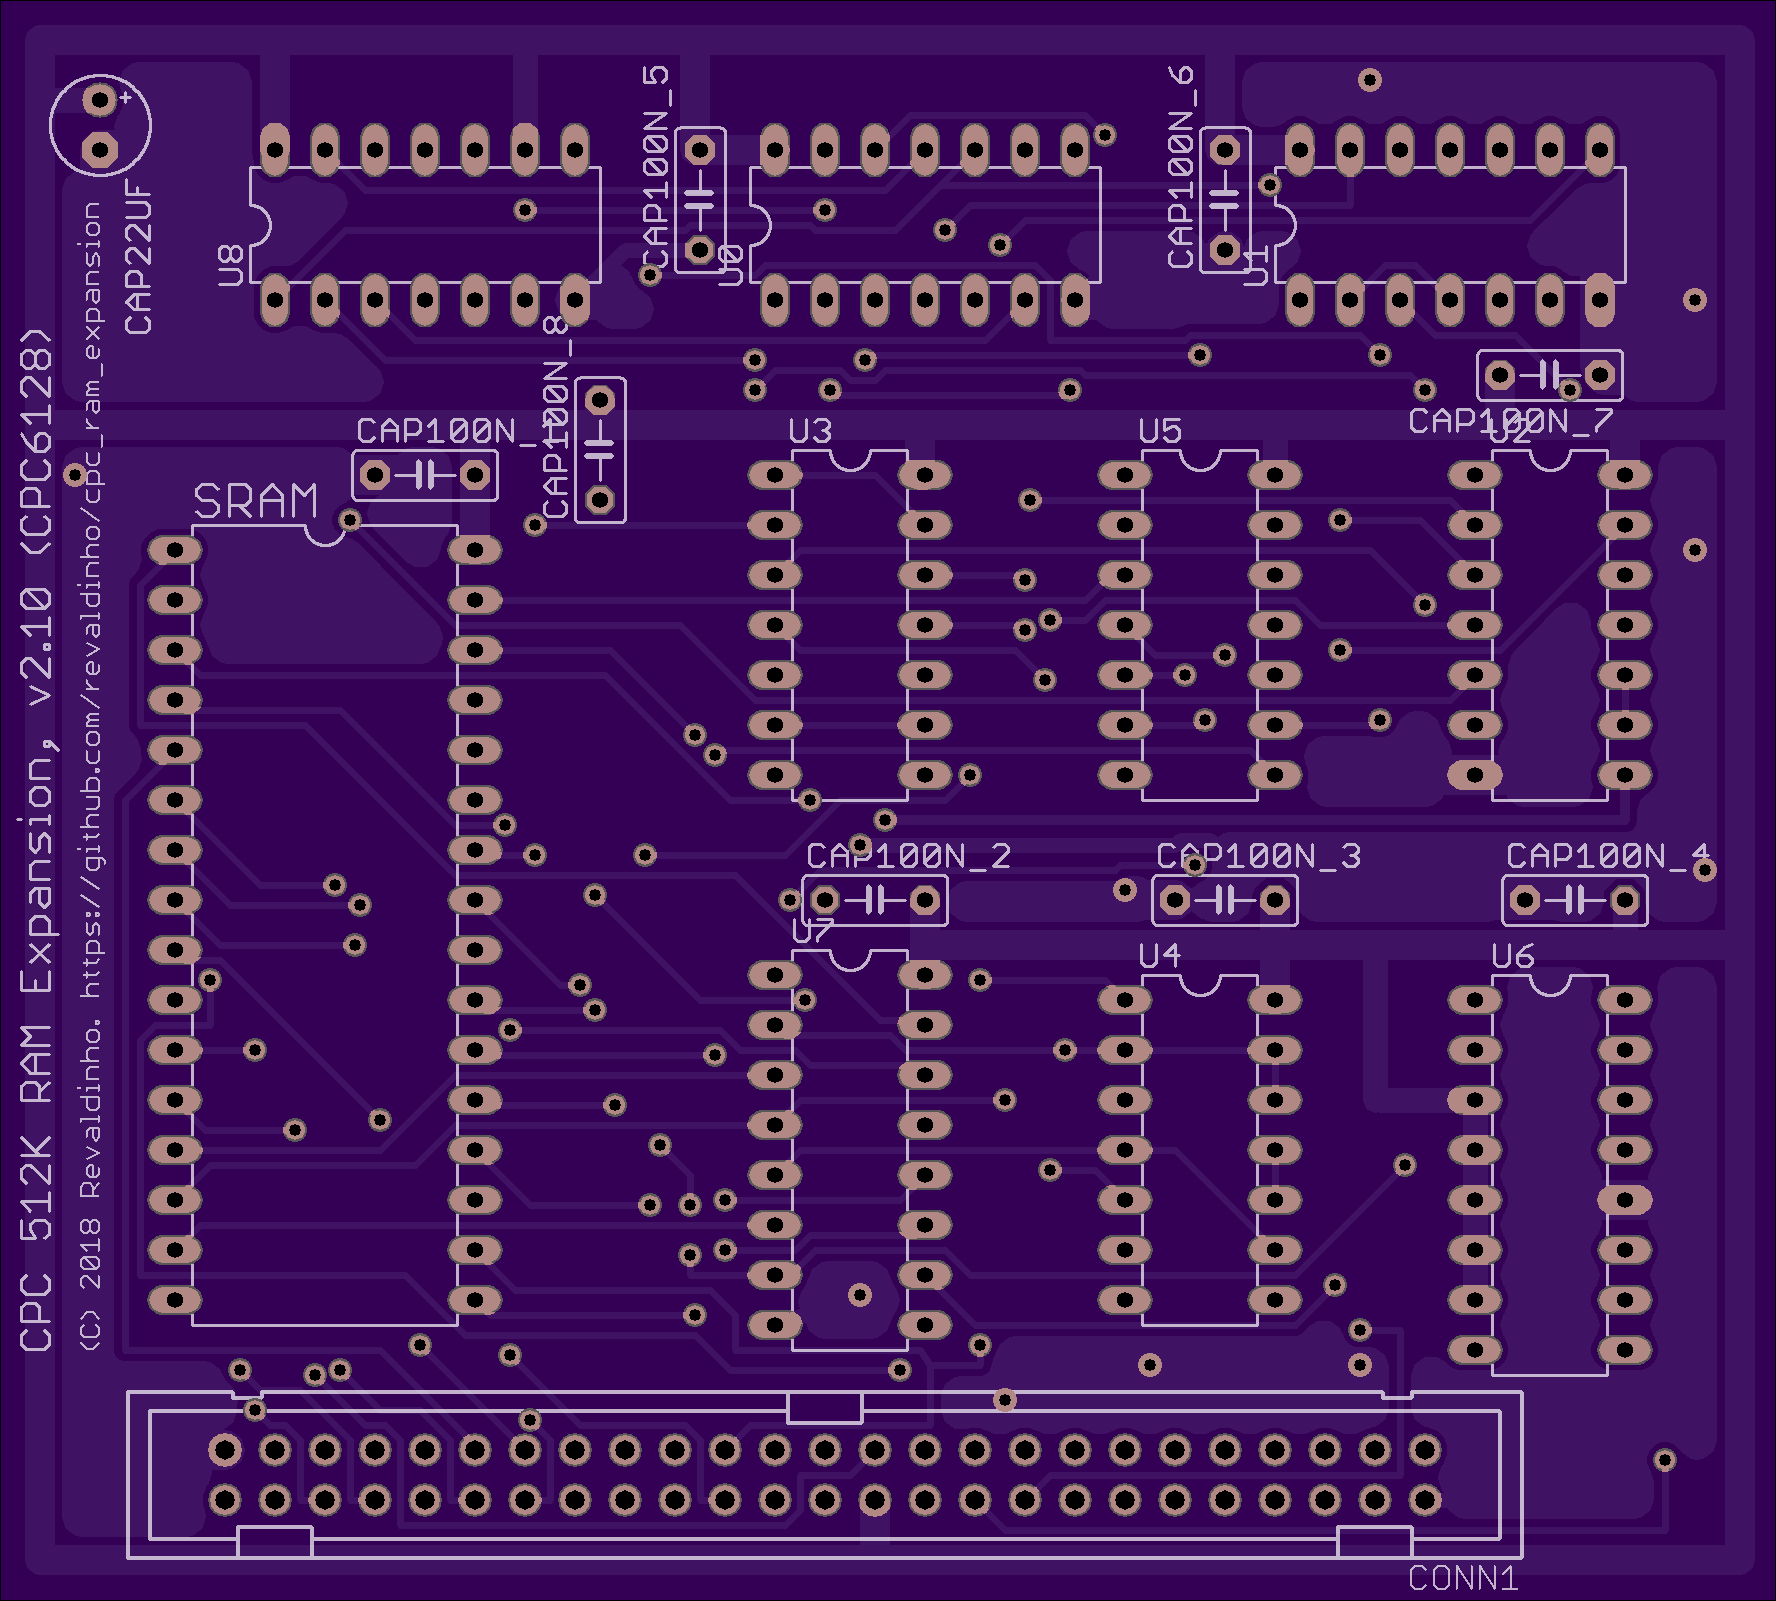 CPC 512K RAM Expansion, v2.10 (CPC6128)
(C) 2018 Revaldinho. https://github.com/revaldinho/cpc_ram_expansion
+
CAP22UF
U8
CAP100N_5
U0
CAP100N_6
U1
CAP100N_8
CAP100N_1
SRAM
U3
U5
CAP100N_7
U2
CAP100N_2
CAP100N_3
CAP100N_4
U7
U4
U6
CONN1